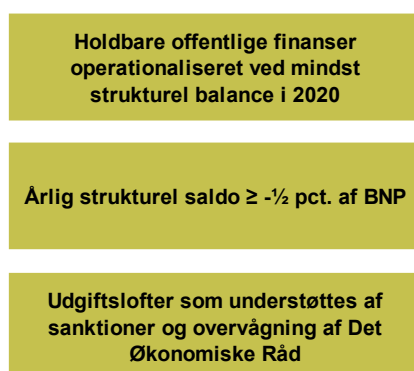 Holdbare offentlige finanser
operationaliseret ved mindst
strukturel balance i 2020
Årlig strukturel saldo ≥ -½ pct. af BNP
Udgiftslofter som understøttes af
sanktioner og overvågning af Det
Økonomiske Råd